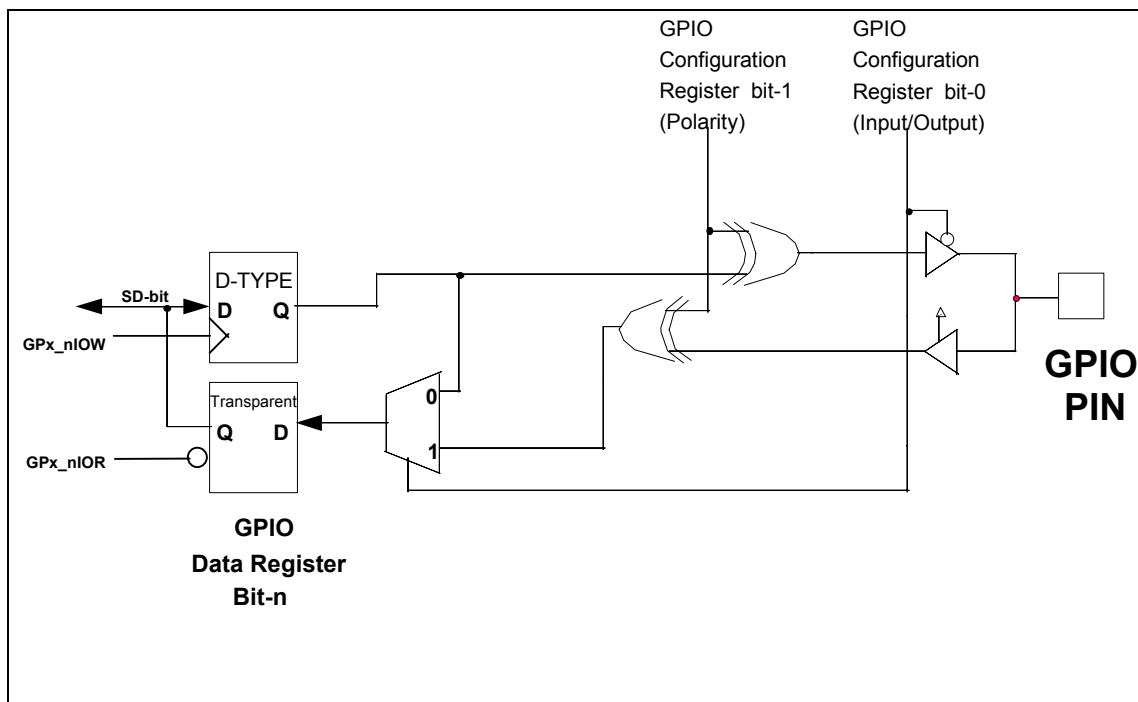 GPIO
Configuration
Register bit-1
(Polarity)
GPIO
Configuration
Register bit-0
(Input/Output)
D-TYPE
SD-bit
D Q
GPx_nIOW
Transparent
Q D
GPx_nIOR
0
1
GPIO
PIN
GPIO
Data Register
Bit-n